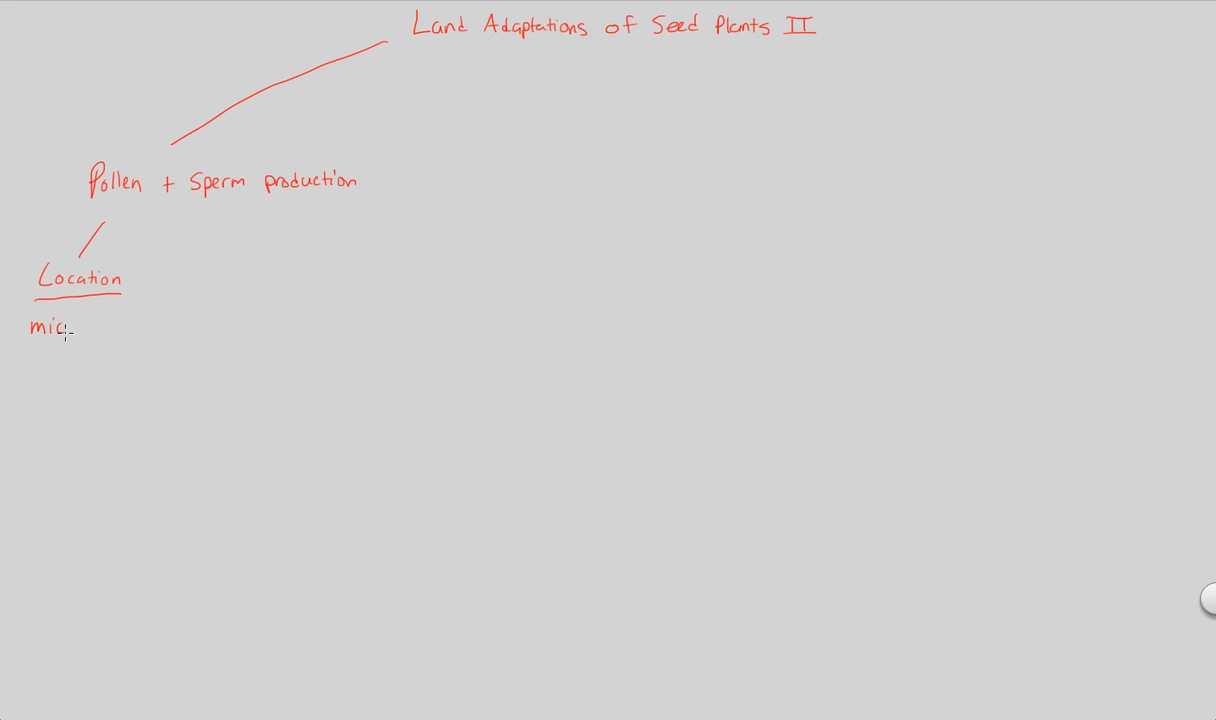 Land Adaptations of Seed Plants II
Pollen + Sperm production
Location
mic